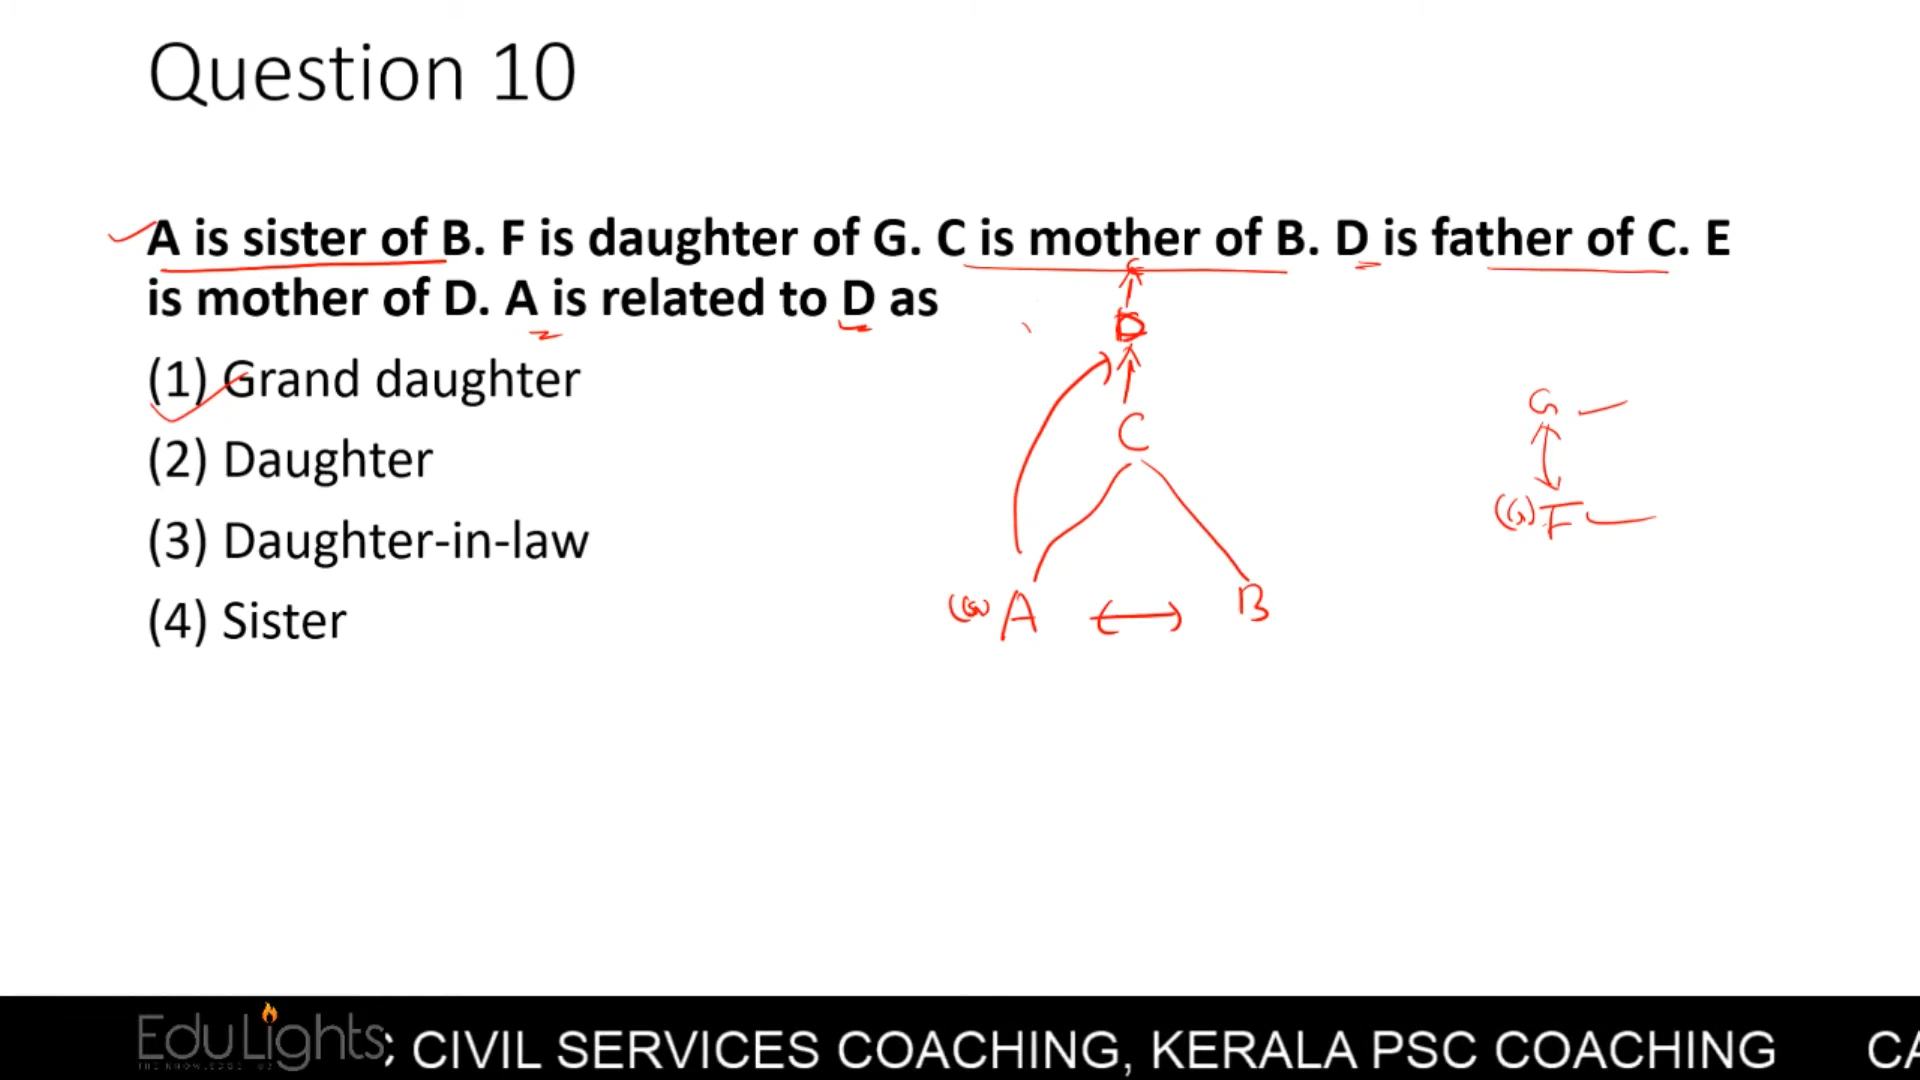 Question 10
A is sister of B. F is daughter of G. C is mother of B. D is father of C. E
is mother of D. A is related to D as
(1) Grand daughter
(2) Daughter
(3) Daughter-in-law
(4) Sister
D
C
A
B
G
(G) F
EduLights
CIVIL SERVICES COACHING, KERALA PSC COACHING
CA